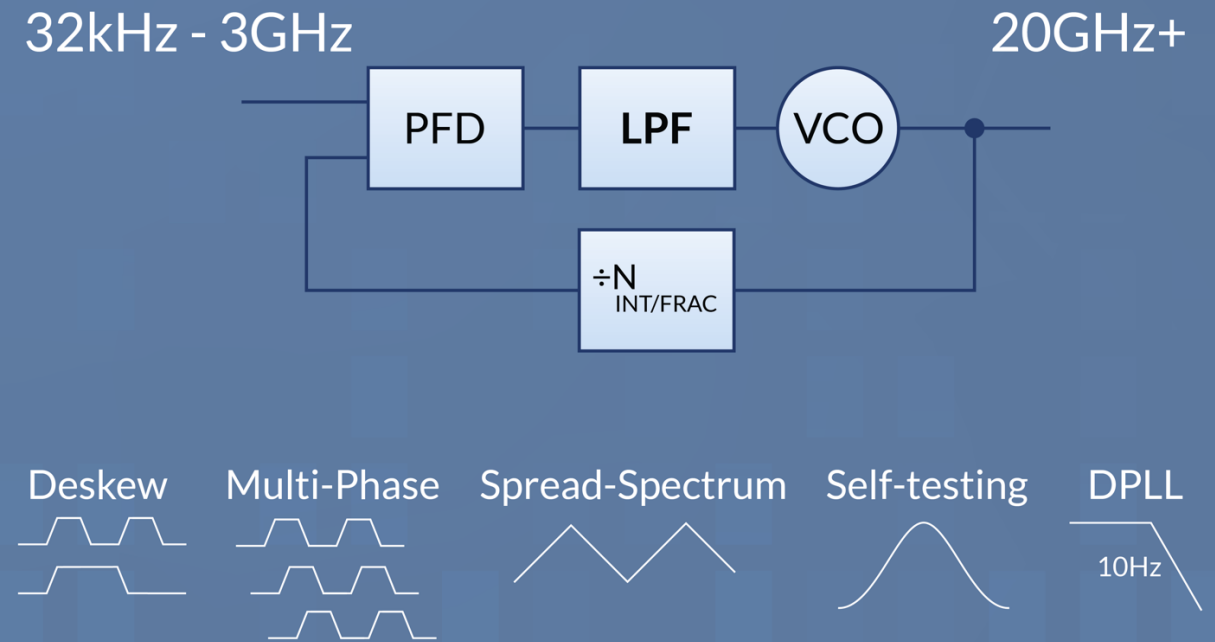 32kHz - 3GHz
20GHz+
PFD
LPF
VCO
÷N
INT/FRAC
Deskew
Multi-Phase
Spread-Spectrum
Self-testing
DPLL
10Hz